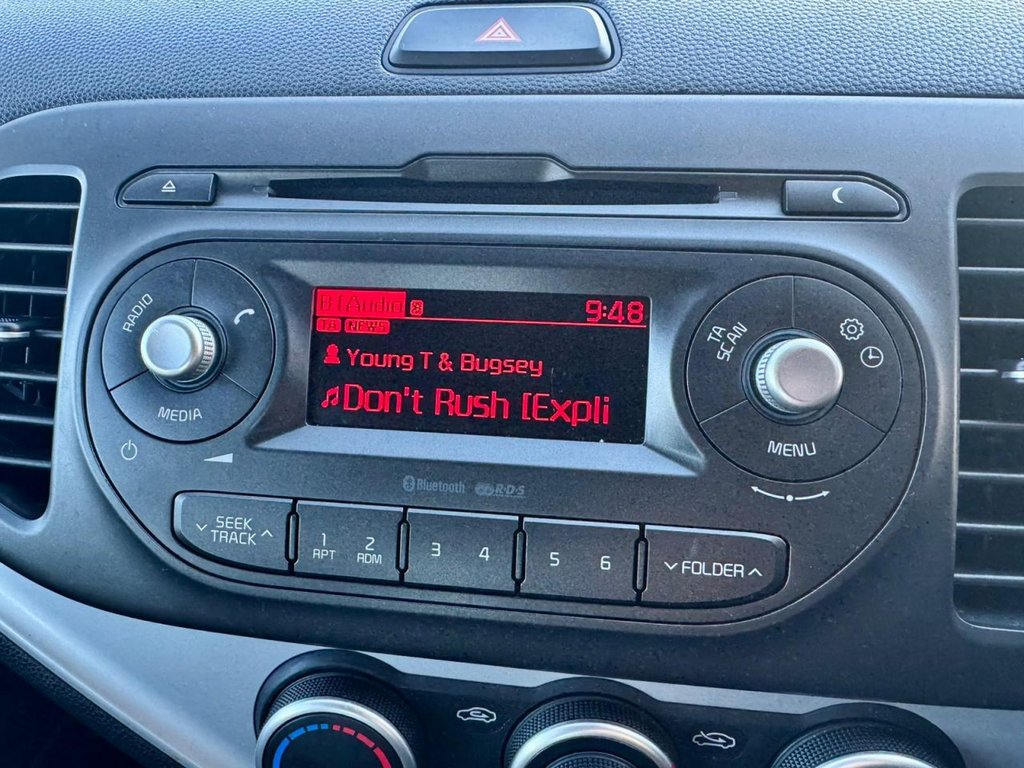 BT Audio 9:48
TA NEWS
Young T & Bugsey
Don't Rush [Expli
RADIO
MEDIA
TA
SCAN
MENU
Bluetooth R·D·S
SEEK
TRACK
1 2
RPT RDM
3 4
5 6
FOLDER